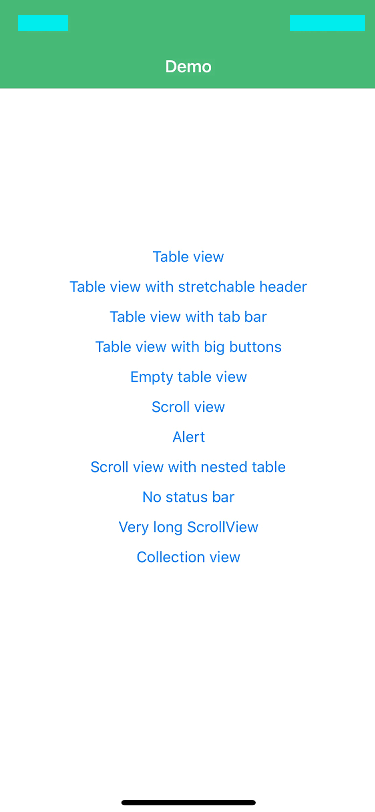 Demo
Table view
Table view with stretchable header
Table view with tab bar
Table view with big buttons
Empty table view
Scroll view
Alert
Scroll view with nested table
No status bar
Very long ScrollView
Collection view